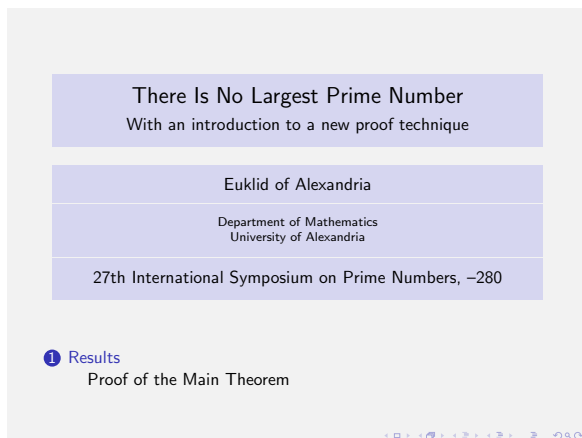 There Is No Largest Prime Number
With an introduction to a new proof technique
Euklid of Alexandria
Department of Mathematics
University of Alexandria
27th International Symposium on Prime Numbers, –280
1 Results
Proof of the Main Theorem